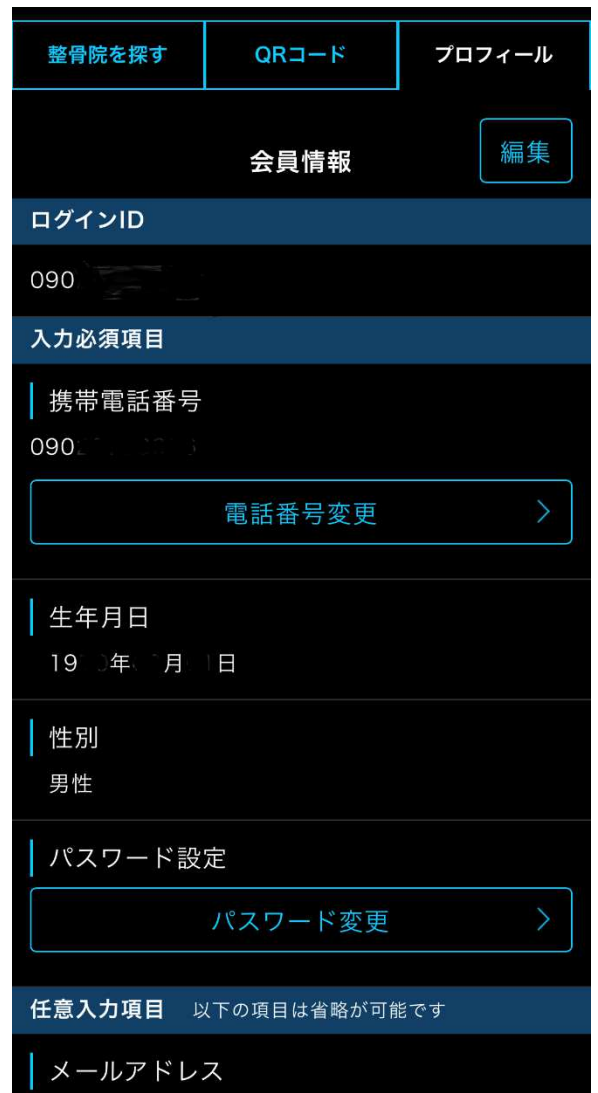 整骨院を探す
QRコード
プロフィール
会員情報
編集
ログインID
090
入力必須項目
携帯電話番号
090
電話番号変更
生年月日
19 年 月 日
性別
男性
パスワード設定
パスワード変更
任意入力項目 以下の項目は省略が可能です
メールアドレス